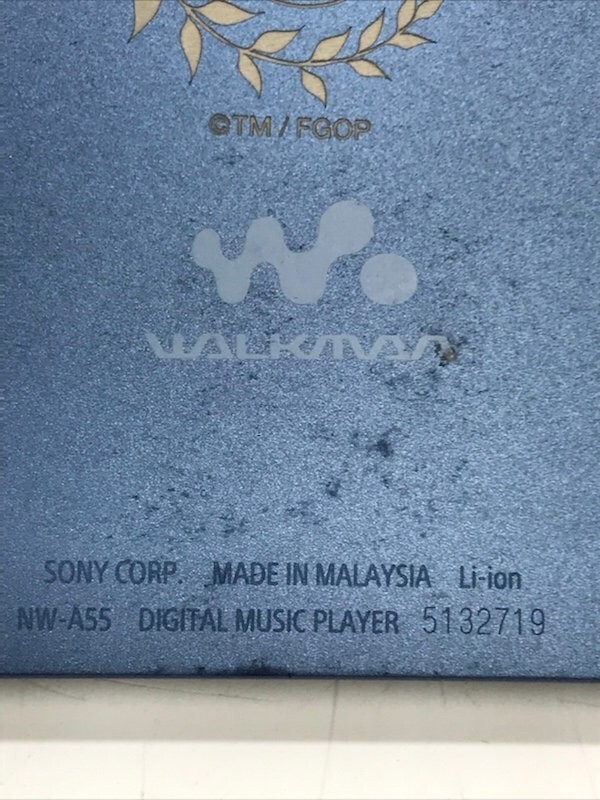 ©TM / FGOP
WALKMAN
SONY CORP. MADE IN MALAYSIA Li-ion
NW-A55 DIGITAL MUSIC PLAYER 5132719